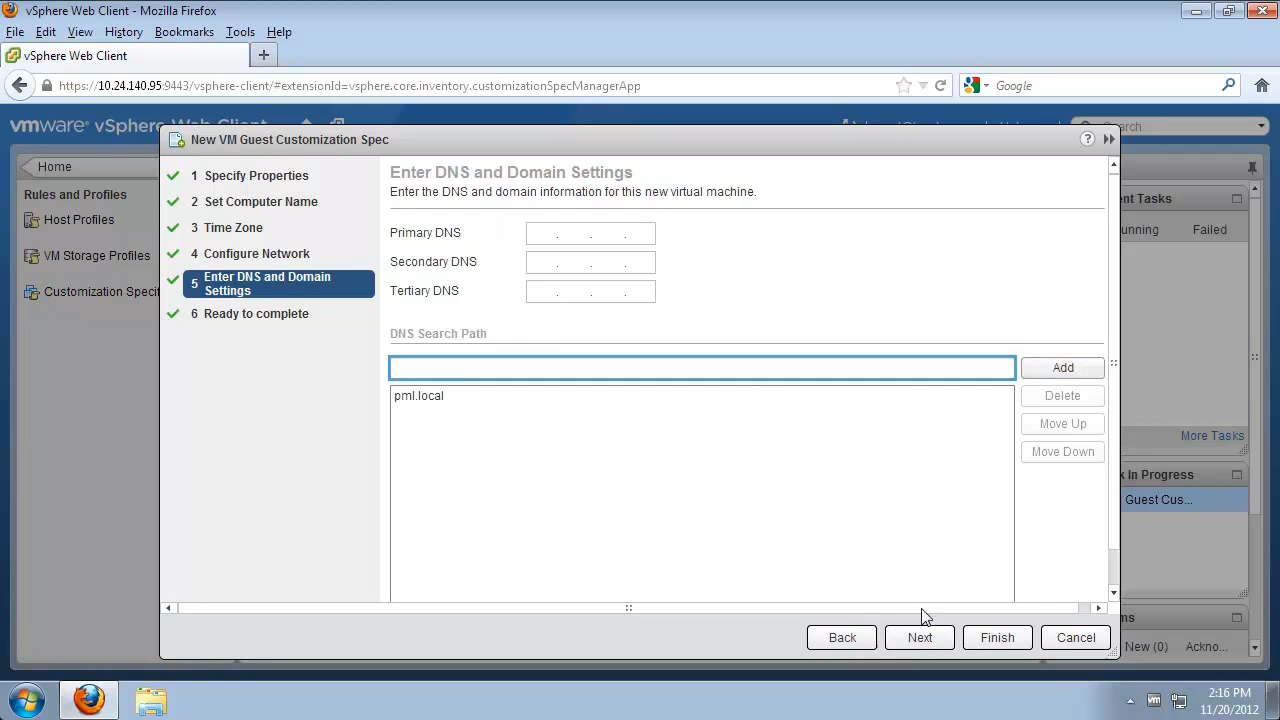 vSphere Web Client - Mozilla Firefox
File Edit View History Bookmarks Tools Help
vSphere Web Client
https://10.24.140.95:9443/vsphere-client/#extensionId=vsphere.core.inventory.customizationSpecManagerApp
Google
vmware vSphere Web Client
Search
New VM Guest Customization Spec
Home
Rules and Profiles
Host Profiles
VM Storage Profiles
Customization Specif
1 Specify Properties
2 Set Computer Name
3 Time Zone
4 Configure Network
5 Enter DNS and Domain
Settings
6 Ready to complete
Enter DNS and Domain Settings
Enter the DNS and domain information for this new virtual machine.
Primary DNS . . .
Secondary DNS . . .
Tertiary DNS . . .
DNS Search Path
Add
pml.local
Delete
Move Up
Move Down
Back
Next
Finish
Cancel
ent Tasks
unning Failed
More Tasks
k In Progress
Guest Cus...
ms
New (0) Ackno...
vm
2:16 PM
11/20/2012